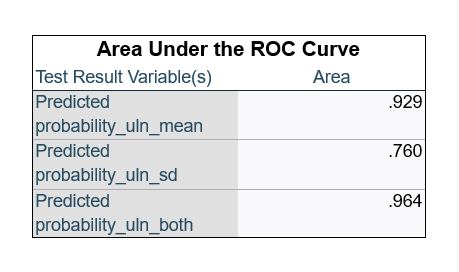 Area Under the ROC Curve
Test Result Variable(s) Area
Predicted .929
probability_uln_mean
Predicted .760
probability_uln_sd
Predicted .964
probability_uln_both